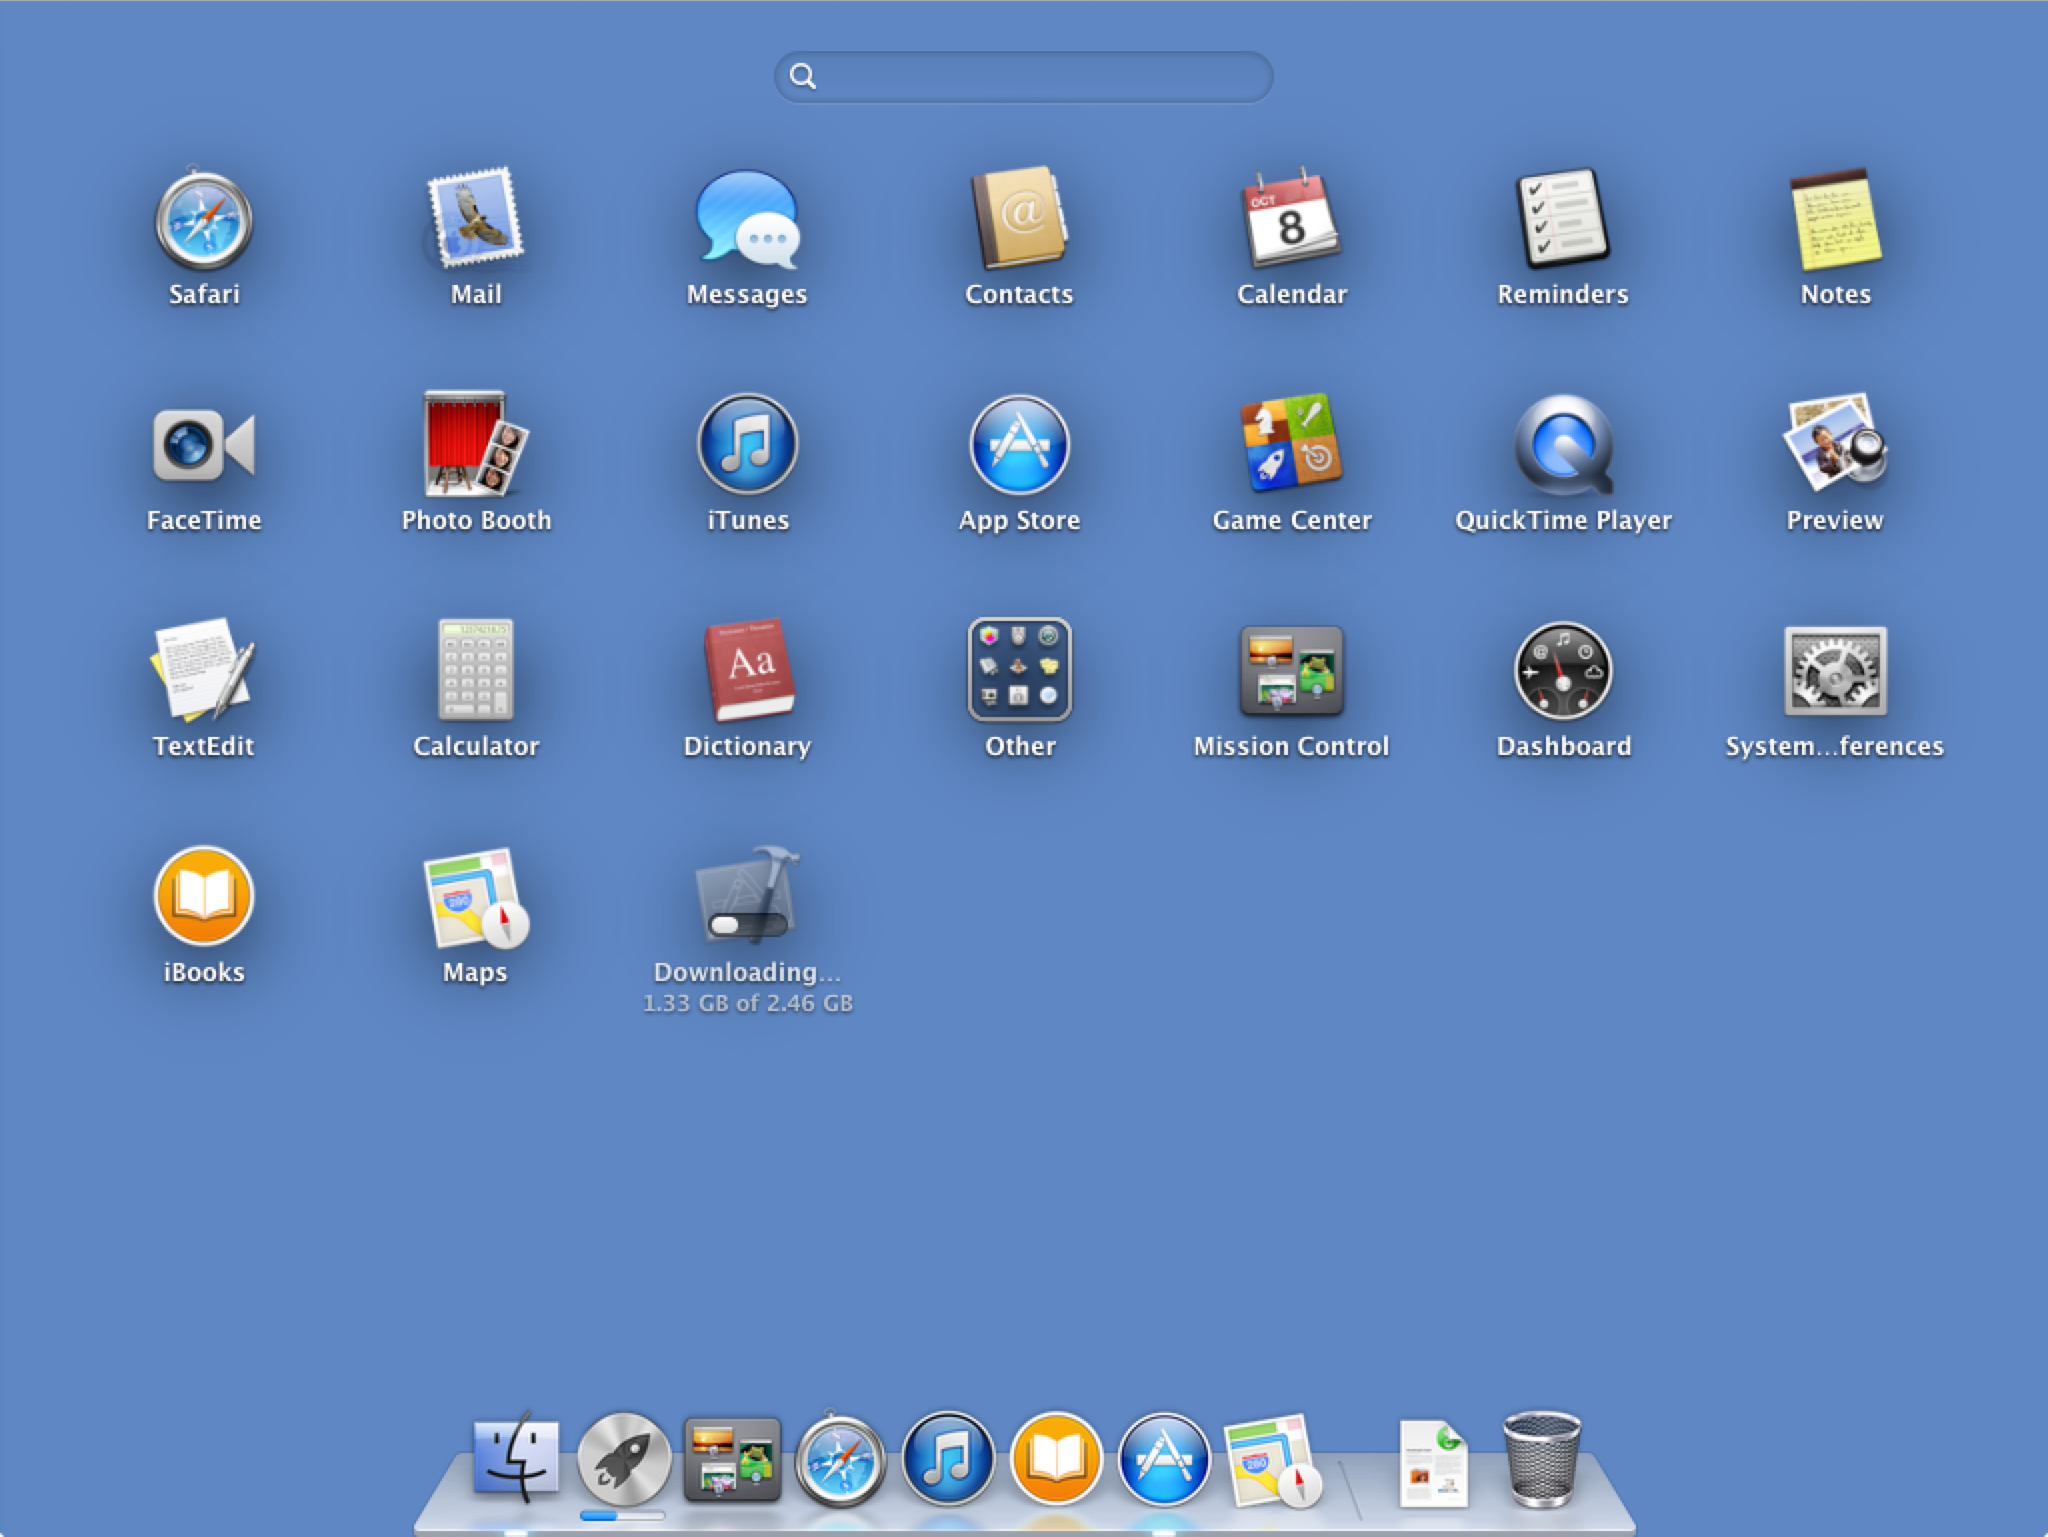 Safari
Mail
Messages
Contacts
OCT
8
Calendar
Reminders
Notes
FaceTime
Photo Booth
iTunes
App Store
Game Center
QuickTime Player
Preview
TextEdit
Calculator
Aa
Dictionary
Other
Mission Control
Dashboard
System...ferences
iBooks
280
Maps
Downloading...
1.33 GB of 2.46 GB
280